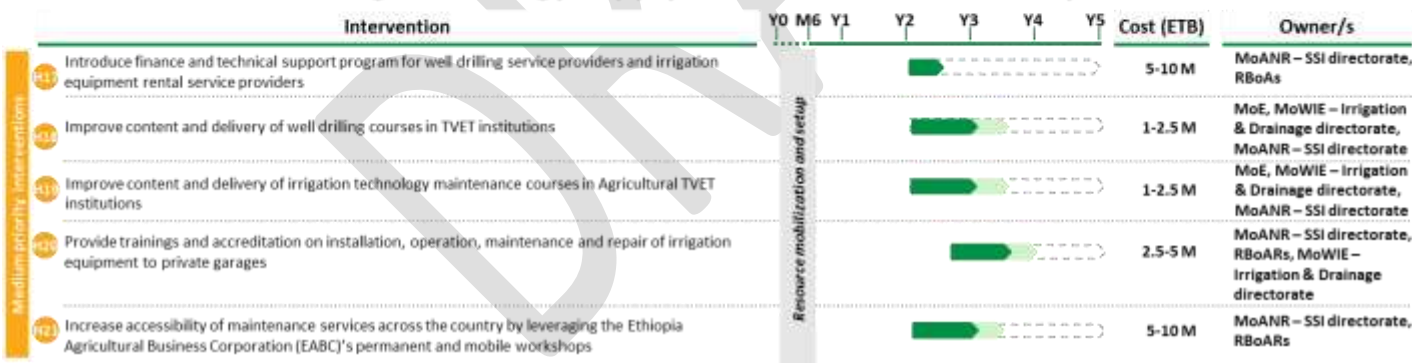 Intervention
Y0 M6 Y1 Y2 Y3 Y4 Y5
Cost (ETB)
Owner/s
Medium priority interventions
Resource mobilization and setup
H17
Introduce finance and technical support program for well drilling service providers and irrigation
equipment rental service providers
5-10 M
MoANR – SSI directorate,
RBoAs
H18
Improve content and delivery of well drilling courses in TVET institutions
1-2.5 M
MoE, MoWIE – Irrigation
& Drainage directorate,
MoANR – SSI directorate
H19
Improve content and delivery of irrigation technology maintenance courses in Agricultural TVET
institutions
1-2.5 M
MoE, MoWIE – Irrigation
& Drainage directorate,
MoANR – SSI directorate
H20
Provide trainings and accreditation on installation, operation, maintenance and repair of irrigation
equipment to private garages
2.5-5 M
MoANR – SSI directorate,
RBoARs, MoWIE –
Irrigation & Drainage
directorate
H21
Increase accessibility of maintenance services across the country by leveraging the Ethiopia
Agricultural Business Corporation (EABC)'s permanent and mobile workshops
5-10 M
MoANR – SSI directorate,
RBoARs